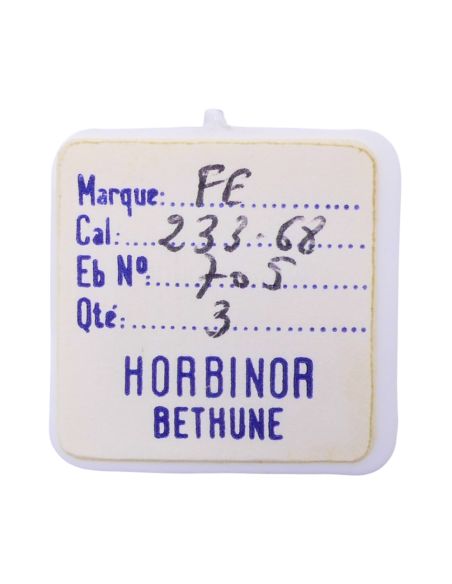 Marque: FE
Cal: 233.68
Eb Nº: 705
Qté: 3
HORBINOR
BETHUNE